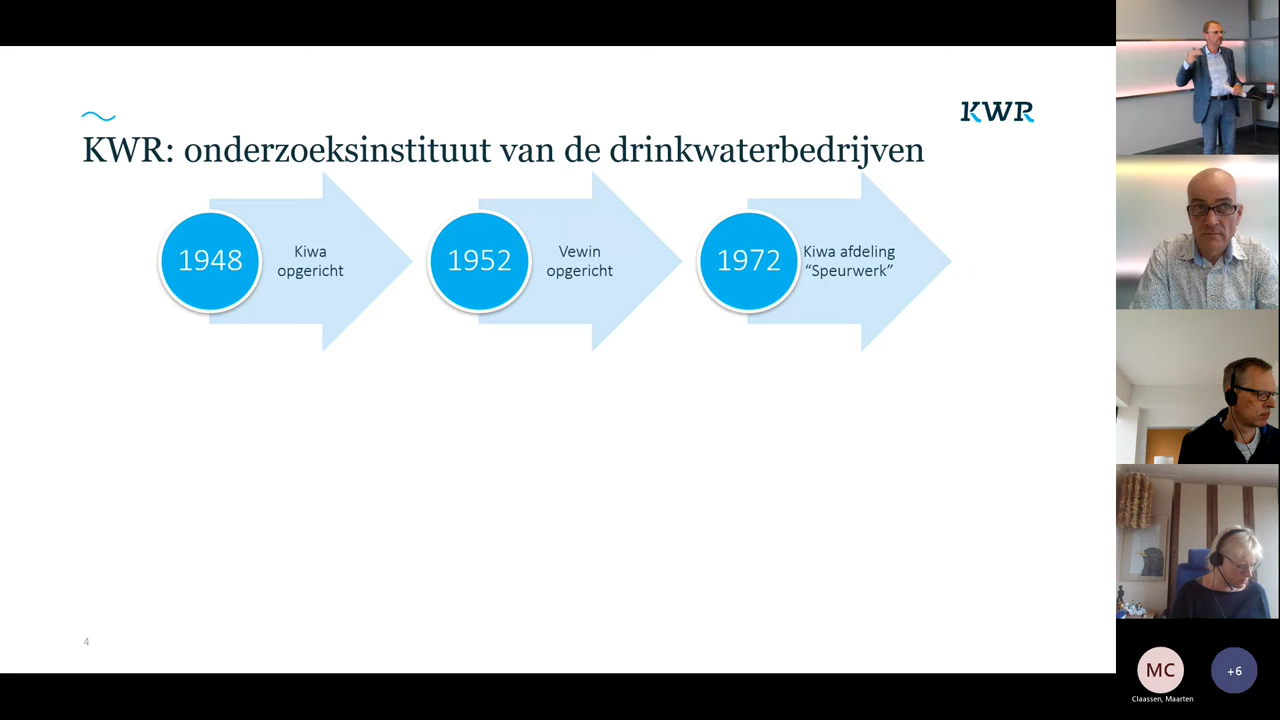 KWR
KWR: onderzoeksinstituut van de drinkwaterbedrijven
1948
Kiwa
opgericht
1952
Vewin
opgericht
1972
Kiwa afdeling
“Speurwerk”
4
MC
+6
Claassen, Maarten